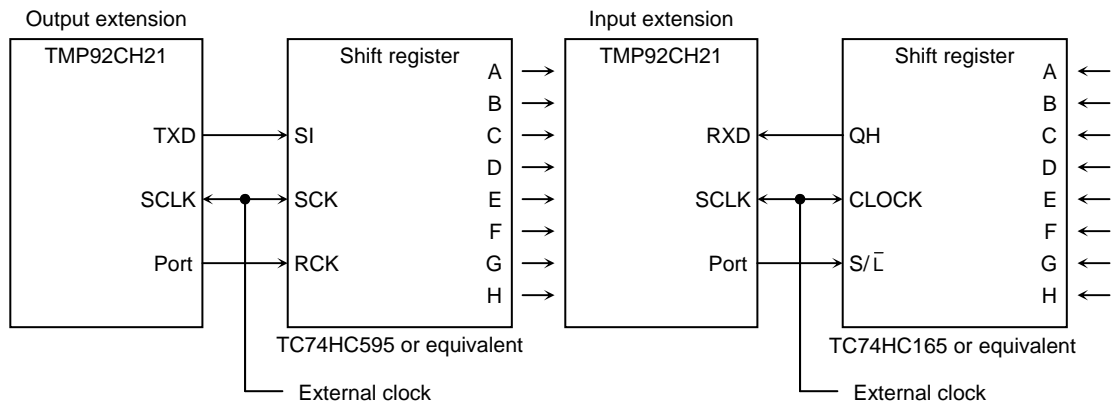 Output extension
TMP92CH21
TXD
SCLK
Port
Shift register
SI
SCK
RCK
A
B
C
D
E
F
G
H
TC74HC595 or equivalent
External clock
Input extension
TMP92CH21
RXD
SCLK
Port
Shift register
QH
CLOCK
S/L̅
A
B
C
D
E
F
G
H
TC74HC165 or equivalent
External clock